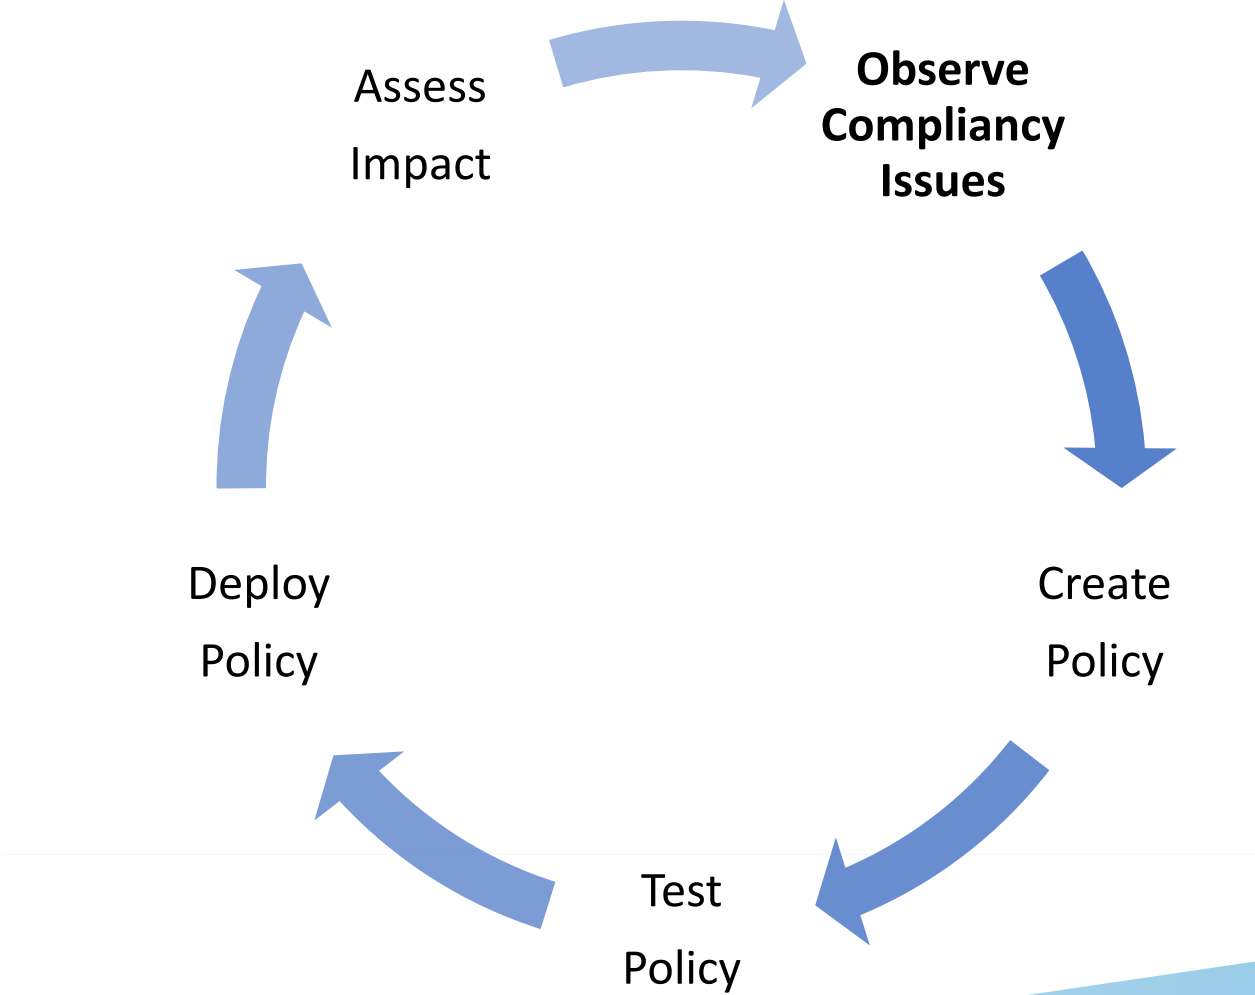 Assess
Impact
Observe
Compliancy
Issues
Create
Policy
Test
Policy
Deploy
Policy